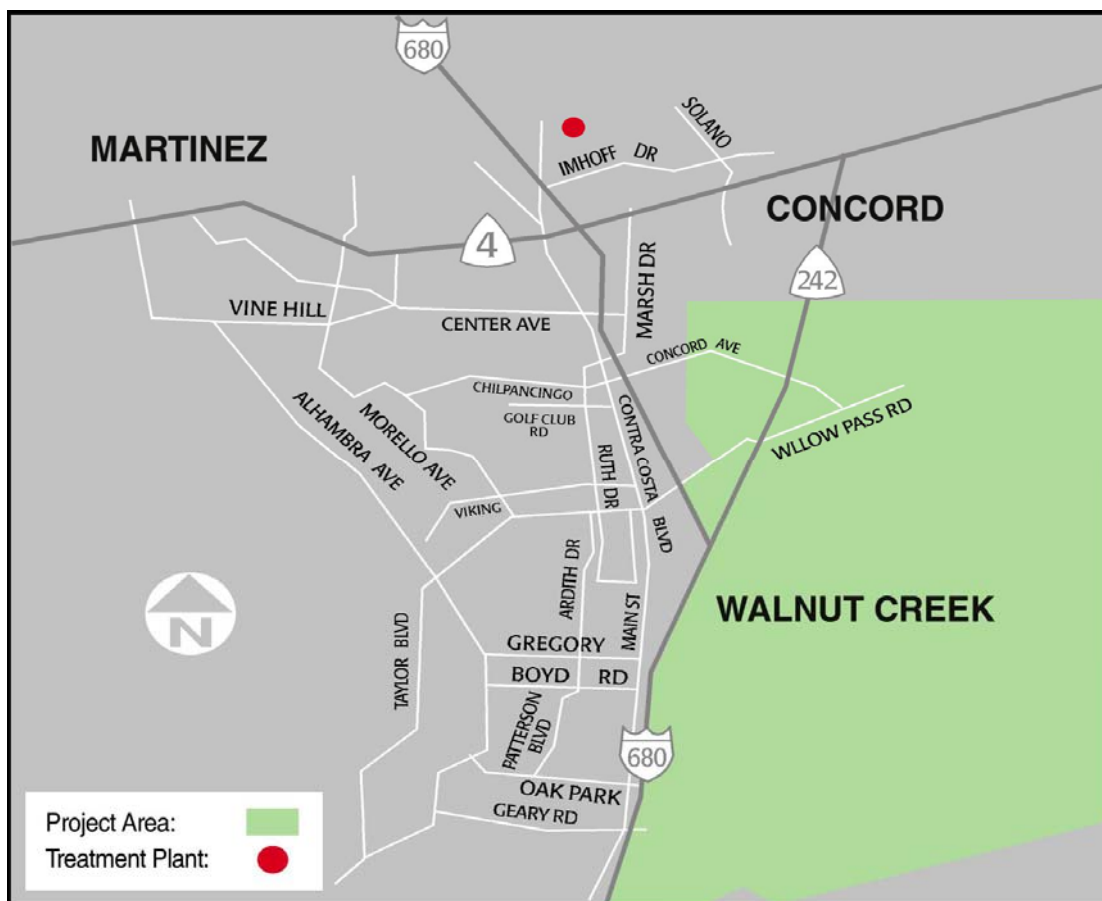 680
SOLANO
MARTINEZ
IMHOFF DR
CONCORD
4
MARSH DR
242
VINE HILL
CENTER AVE
CONCORD AVE
CHILPANCINGO
GOLF CLUB
RD
ALHAMBRA AVE
MORELLO AVE
CONTRA COSTA BLVD
RUTH DR
WLLOW PASS RD
VIKING
ARDITH DR
WALNUT CREEK
N
TAYLOR BLVD
MAIN ST
GREGORY
BOYD RD
PATTERSON
BLVD
680
OAK PARK
GEARY RD
Project Area:
Treatment Plant: